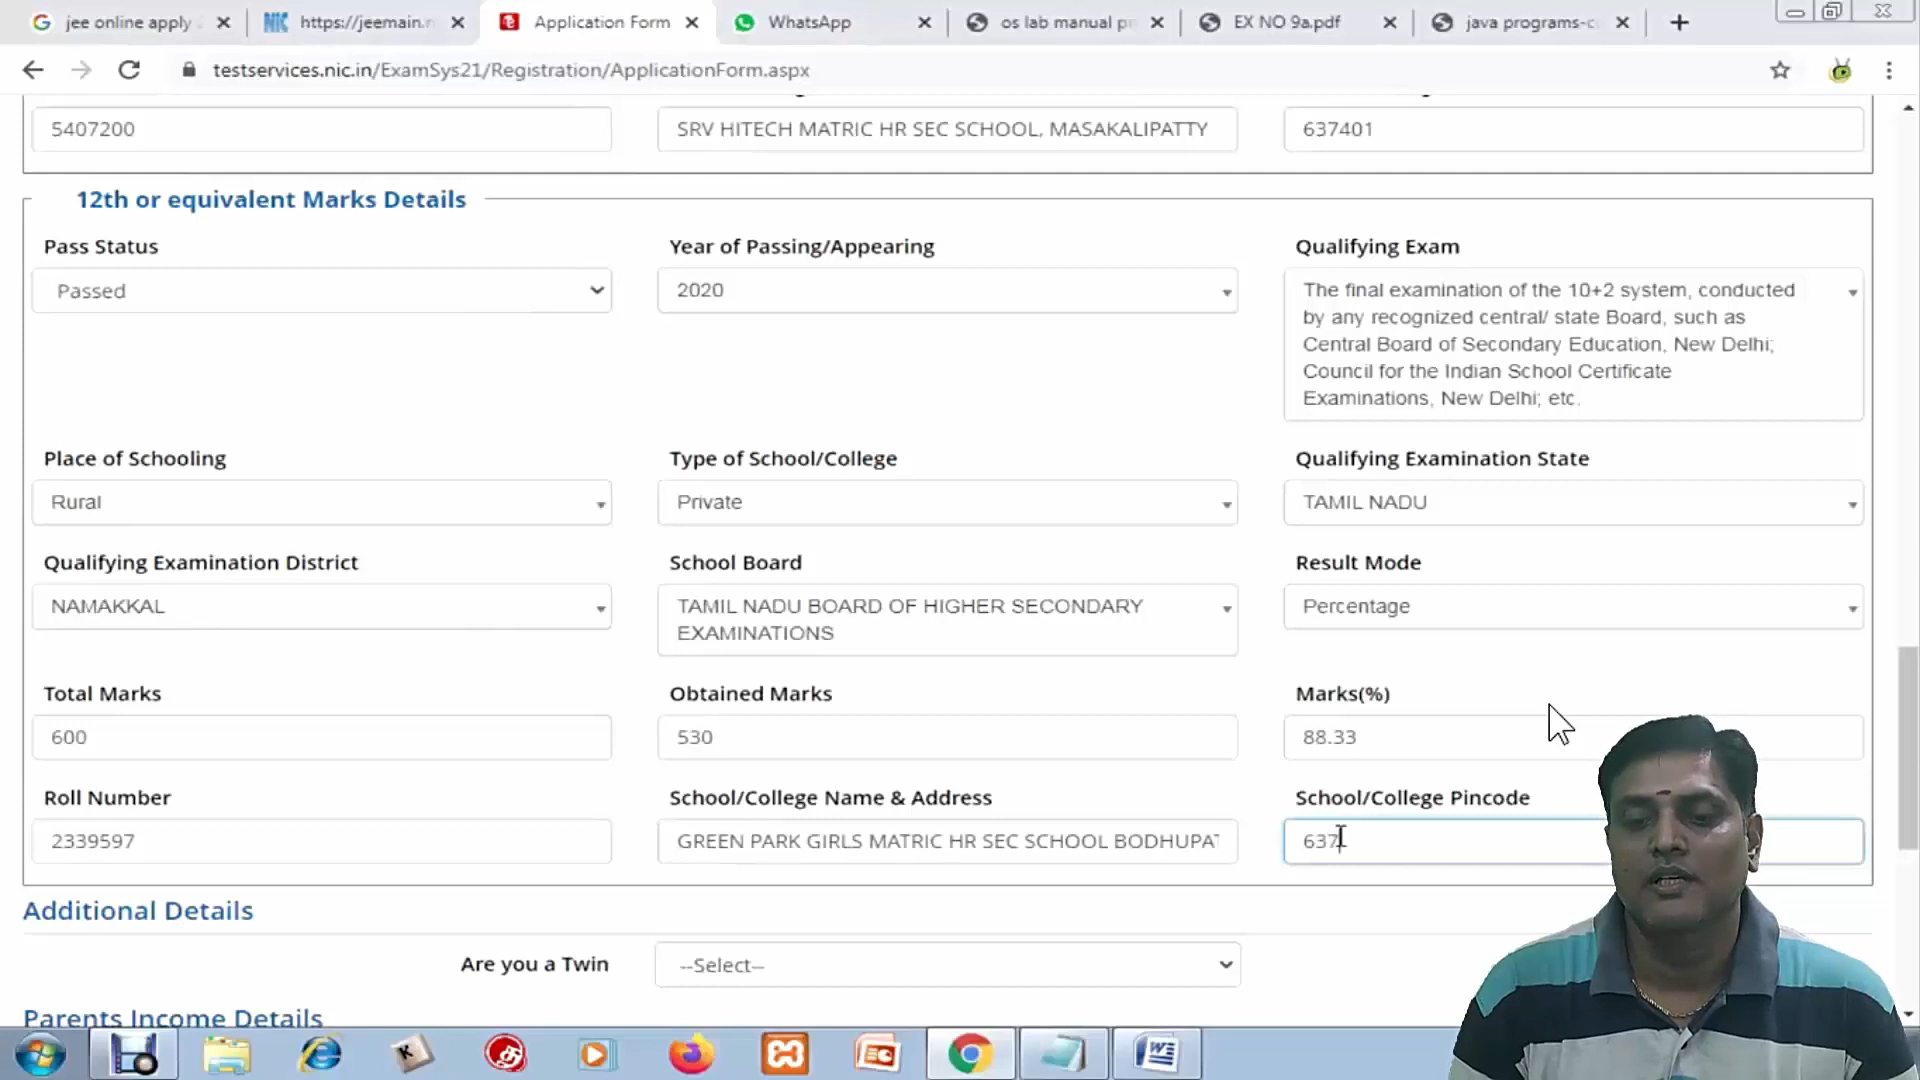 jee online apply
https://jeemain.n
Application Form
WhatsApp
os lab manual pr
EX NO 9a.pdf
java programs-c
testservices.nic.in/ExamSys21/Registration/ApplicationForm.aspx
5407200 SRV HITECH MATRIC HR SEC SCHOOL, MASAKALIPATTY 637401
12th or equivalent Marks Details
Pass Status Year of Passing/Appearing Qualifying Exam
Passed 2020 The final examination of the 10+2 system, conducted
by any recognized central/ state Board, such as
Central Board of Secondary Education, New Delhi;
Council for the Indian School Certificate
Examinations, New Delhi; etc.
Place of Schooling Type of School/College Qualifying Examination State
Rural Private TAMIL NADU
Qualifying Examination District School Board Result Mode
NAMAKKAL TAMIL NADU BOARD OF HIGHER SECONDARY Percentage
EXAMINATIONS
Total Marks Obtained Marks Marks(%)
600 530 88.33
Roll Number School/College Name & Address School/College Pincode
2339597 GREEN PARK GIRLS MATRIC HR SEC SCHOOL BODHUPAT 637
Additional Details
Are you a Twin --Select--
Parents Income Details